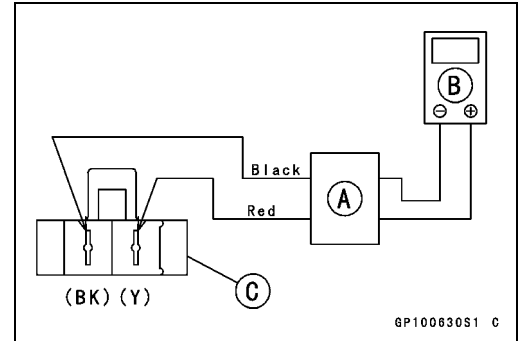 B
⊖ ⊕
Black
A
Red
C
(BK) (Y)
GP100630S1 C